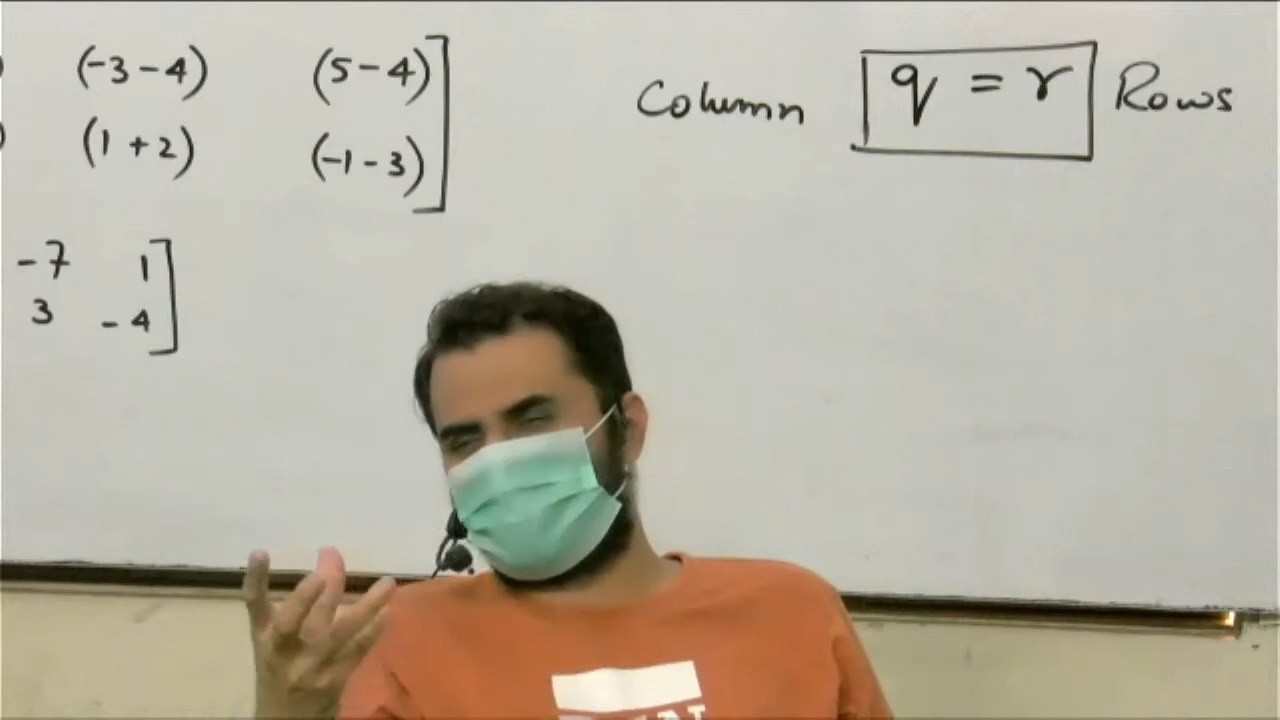 (-3 - 4) (5 - 4)
(1 + 2) (-1 - 3)
-7 1
3 -4
Column q = r Rows